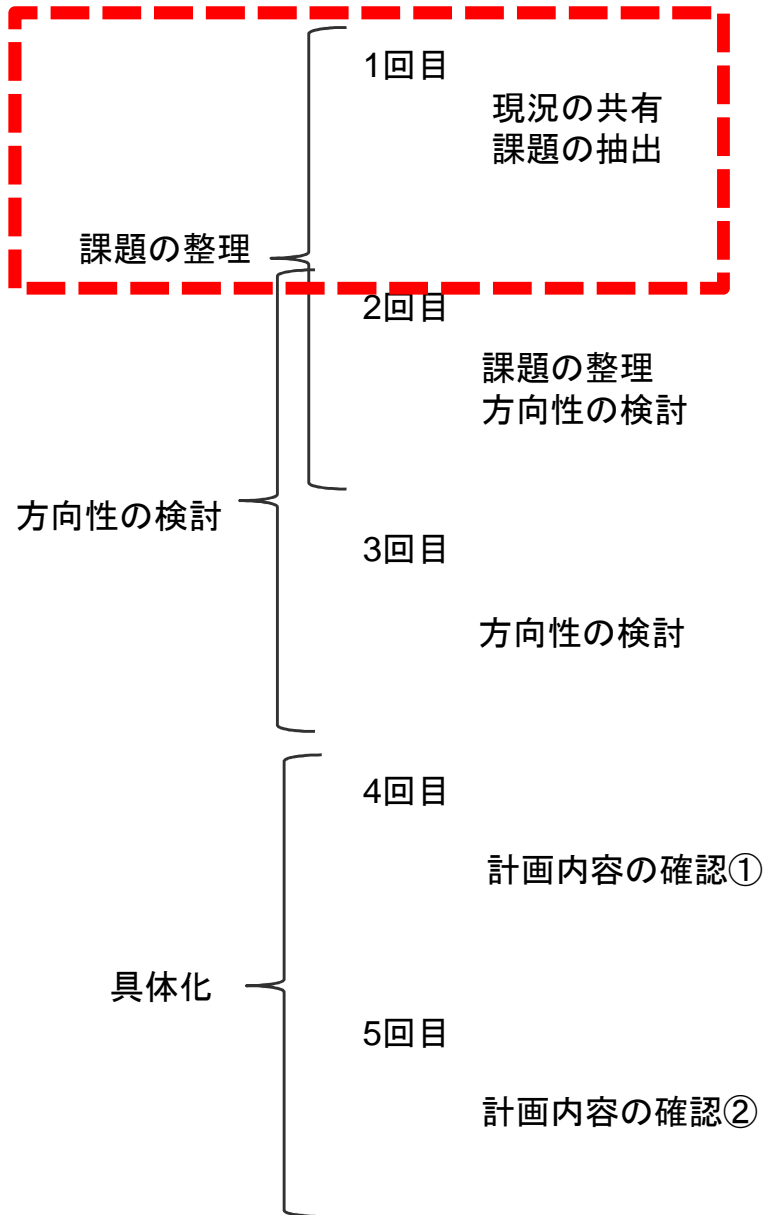 1回目
現況の共有
課題の抽出
課題の整理
2回目
課題の整理
方向性の検討
方向性の検討
3回目
方向性の検討
4回目
計画内容の確認①
具体化
5回目
計画内容の確認②